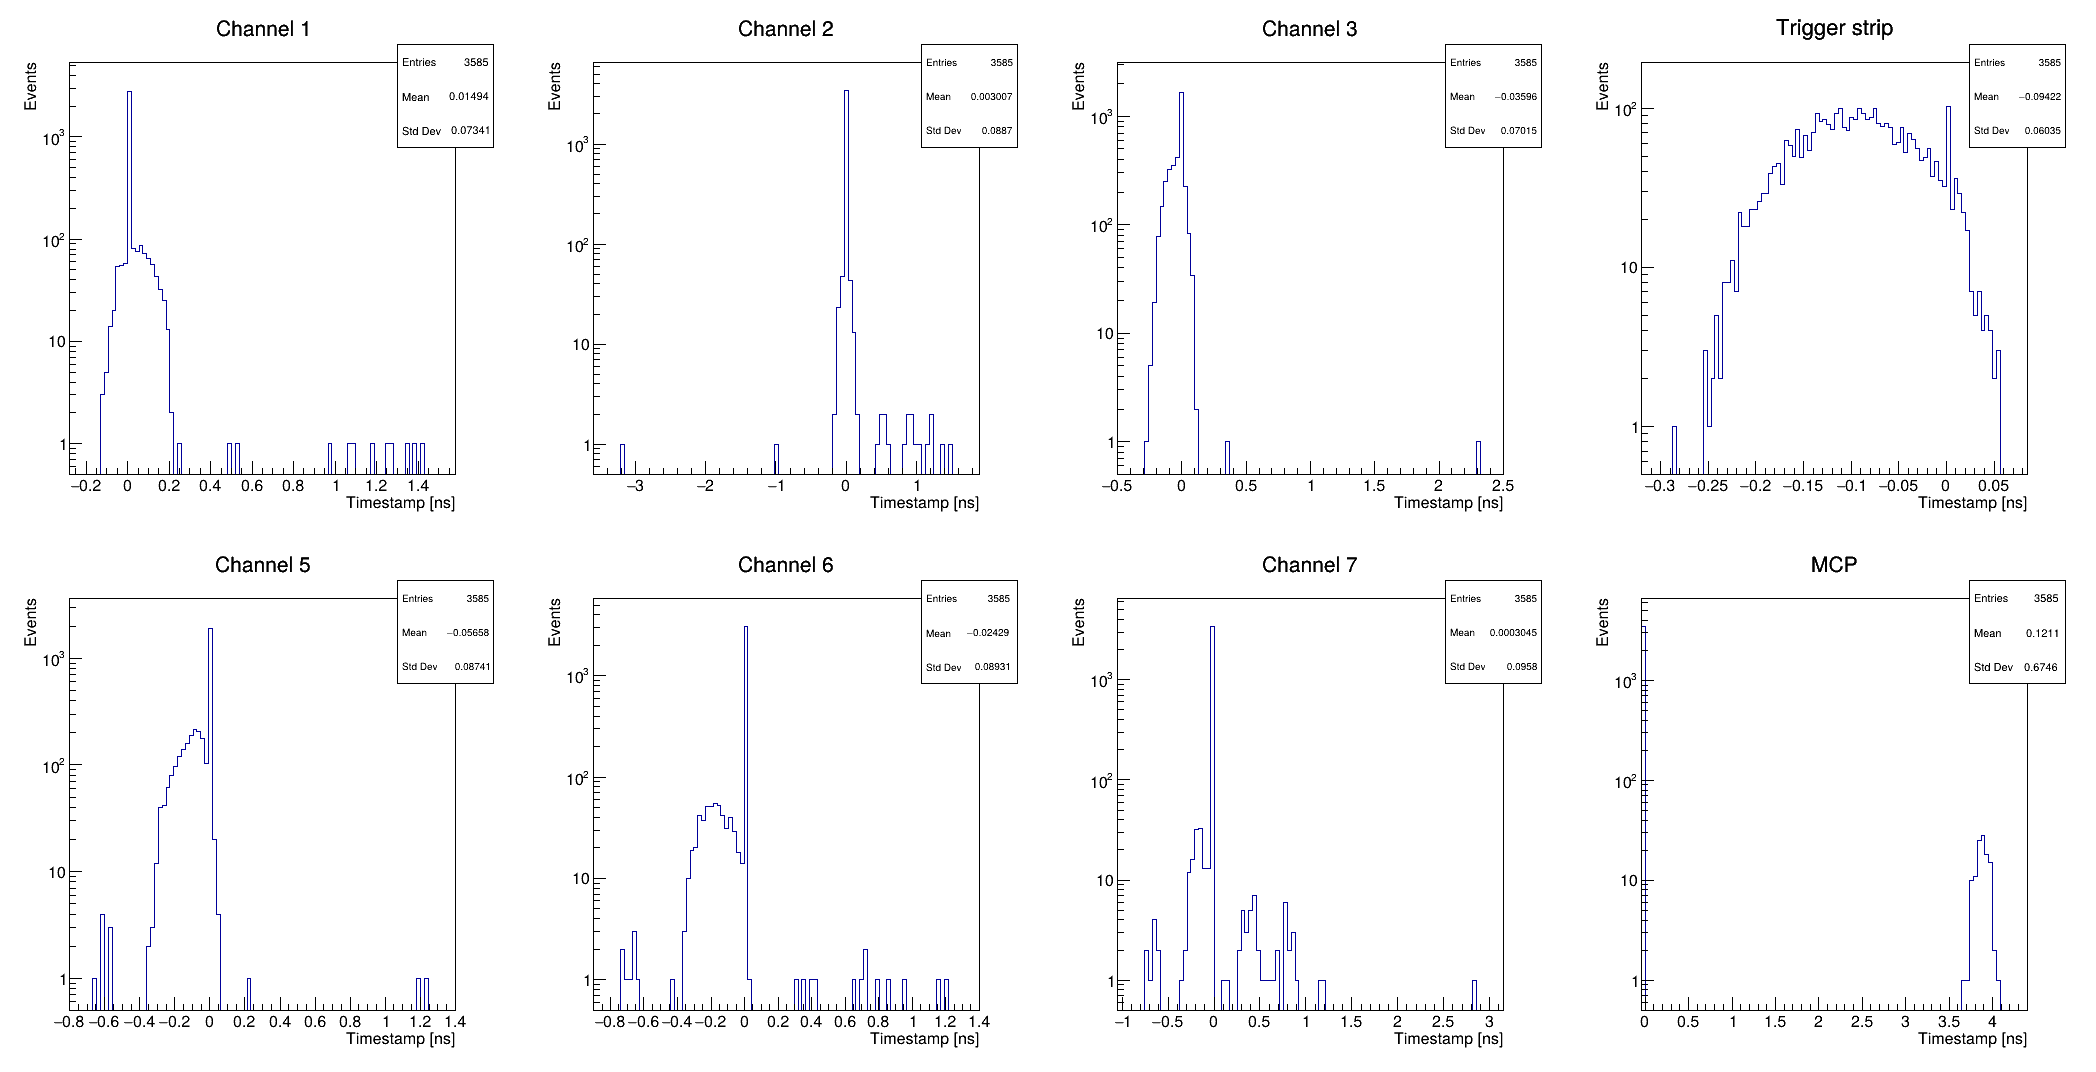 Channel 1
Events
Entries 3585
Mean 0.01494
Std Dev 0.07341
10³
10²
10
1
−0.2 0 0.2 0.4 0.6 0.8 1 1.2 1.4
Timestamp [ns]
Channel 2
Events
Entries 3585
Mean 0.003007
Std Dev 0.0887
10³
10²
10
1
−3 −2 −1 0 1
Timestamp [ns]
Channel 3
Events
Entries 3585
Mean −0.03596
Std Dev 0.07015
10³
10²
10
1
−0.5 0 0.5 1 1.5 2 2.5
Timestamp [ns]
Trigger strip
Events
Entries 3585
Mean −0.09422
Std Dev 0.06035
10²
10
1
−0.3 −0.25 −0.2 −0.15 −0.1 −0.05 0 0.05
Timestamp [ns]
Channel 5
Events
Entries 3585
Mean −0.05658
Std Dev 0.08741
10³
10²
10
1
−0.8 −0.6 −0.4 −0.2 0 0.2 0.4 0.6 0.8 1 1.2 1.4
Timestamp [ns]
Channel 6
Events
Entries 3585
Mean −0.02429
Std Dev 0.08931
10³
10²
10
1
−0.8 −0.6 −0.4 −0.2 0 0.2 0.4 0.6 0.8 1 1.2 1.4
Timestamp [ns]
Channel 7
Events
Entries 3585
Mean 0.0003045
Std Dev 0.0958
10³
10²
10
1
−1 −0.5 0 0.5 1 1.5 2 2.5 3
Timestamp [ns]
MCP
Events
Entries 3585
Mean 0.1211
Std Dev 0.6746
10³
10²
10
1
0 0.5 1 1.5 2 2.5 3 3.5 4
Timestamp [ns]